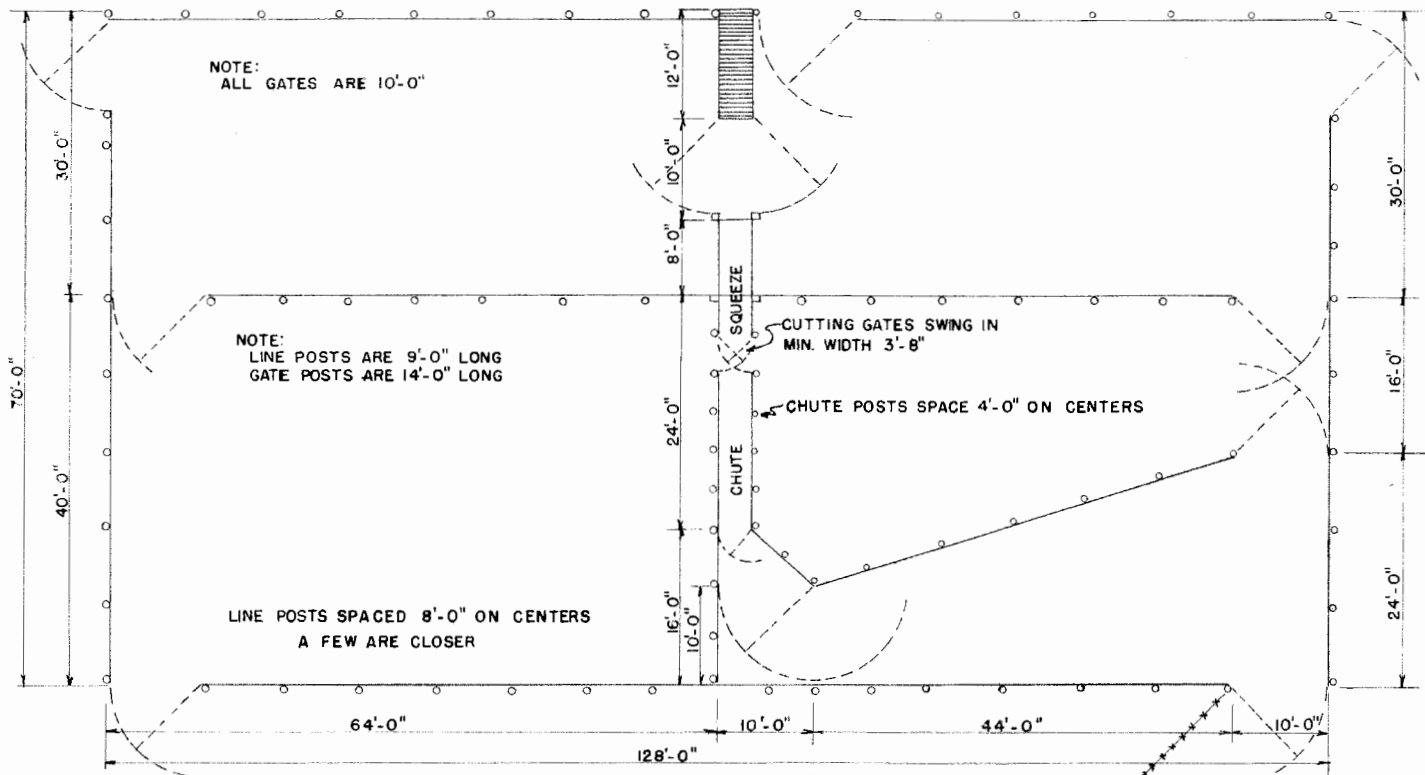 NOTE:
ALL GATES ARE 10'-0"
12'-0"
10'-0"
8'-0"
30'-0"
30'-0"
70'-0"
SQUEEZE
CUTTING GATES SWING IN
MIN. WIDTH 3'-8"
NOTE:
LINE POSTS ARE 9'-0" LONG
GATE POSTS ARE 14'-0" LONG
16'-0"
CHUTE POSTS SPACE 4'-0" ON CENTERS
24'-0"
CHUTE
40'-0"
LINE POSTS SPACED 8'-0" ON CENTERS
A FEW ARE CLOSER
16'-0"
10'-0"
24'-0"
64'-0"
10'-0"
44'-0"
10'-0"
128'-0"